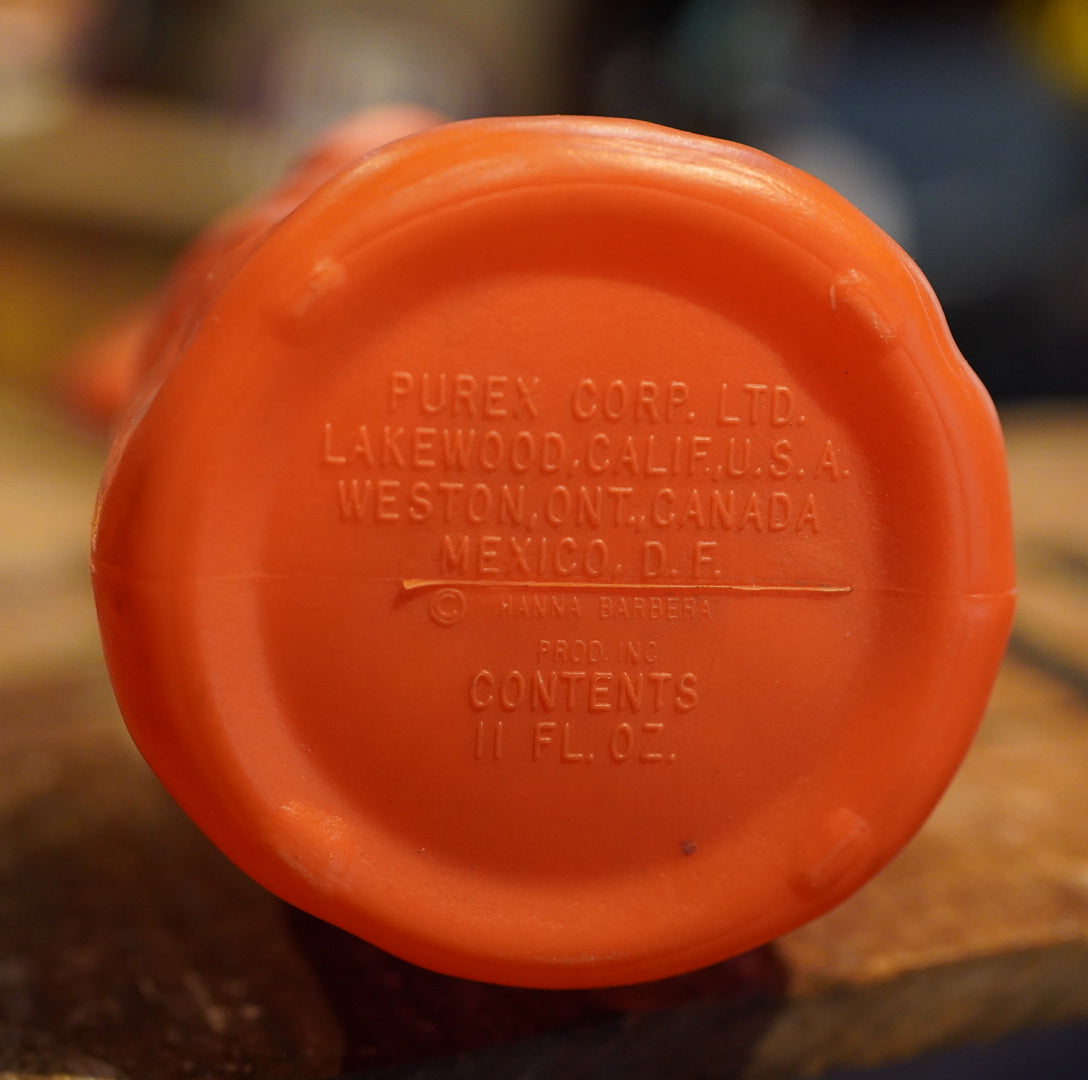 PUREX CORP. LTD.
LAKEWOOD, CALIF., U.S.A.
WESTON, ONT., CANADA
MEXICO, D.F.
© HANNA BARBERA
PROD. INC.
CONTENTS
11 FL. OZ.